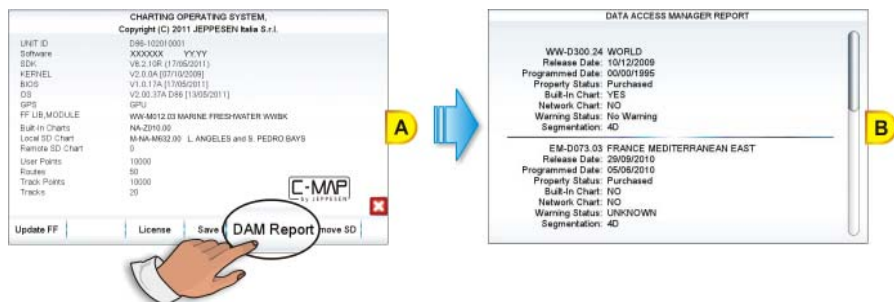 CHARTING OPERATING SYSTEM,
Copyright (C) 2011 JEPPESEN Italia S.r.l.
UNIT ID D86-102010001
Software XXXXXX YY.YY
SDK V8.2.10R (17/05/2011)
KERNEL V2.0.0A [07/10/2009]
BIOS V1.0.17A [17/05/2011]
OS V2.00.37A D86 [13/05/2011]
GPS GPU
FF LIB,MODULE WW-M012.03 MARINE FRESHWATER WWBK
Built-In Charts NA-Z010.00
Local SD Chart M-NA-M632.00 L. ANGELES and S. PEDRO BAYS
Remote SD Chart 0
User Points 10000
Routes 50
Track Points 10000
Tracks 20
C-MAP
by JEPPESEN
Update FF License Save DAM Report move SD
A
DATA ACCESS MANAGER REPORT
WW-D300.24 WORLD
Release Date: 10/12/2009
Programmed Date: 00/00/1995
Property Status: Purchased
Built-In Chart: YES
Network Chart: NO
Warning Status: No Warning
Segmentation: 4D
EM-D073.03 FRANCE MEDITERRANEAN EAST
Release Date: 29/09/2010
Programmed Date: 05/06/2010
Property Status: Purchased
Built-In Chart: NO
Network Chart: NO
Warning Status: UNKNOWN
Segmentation: 4D
B